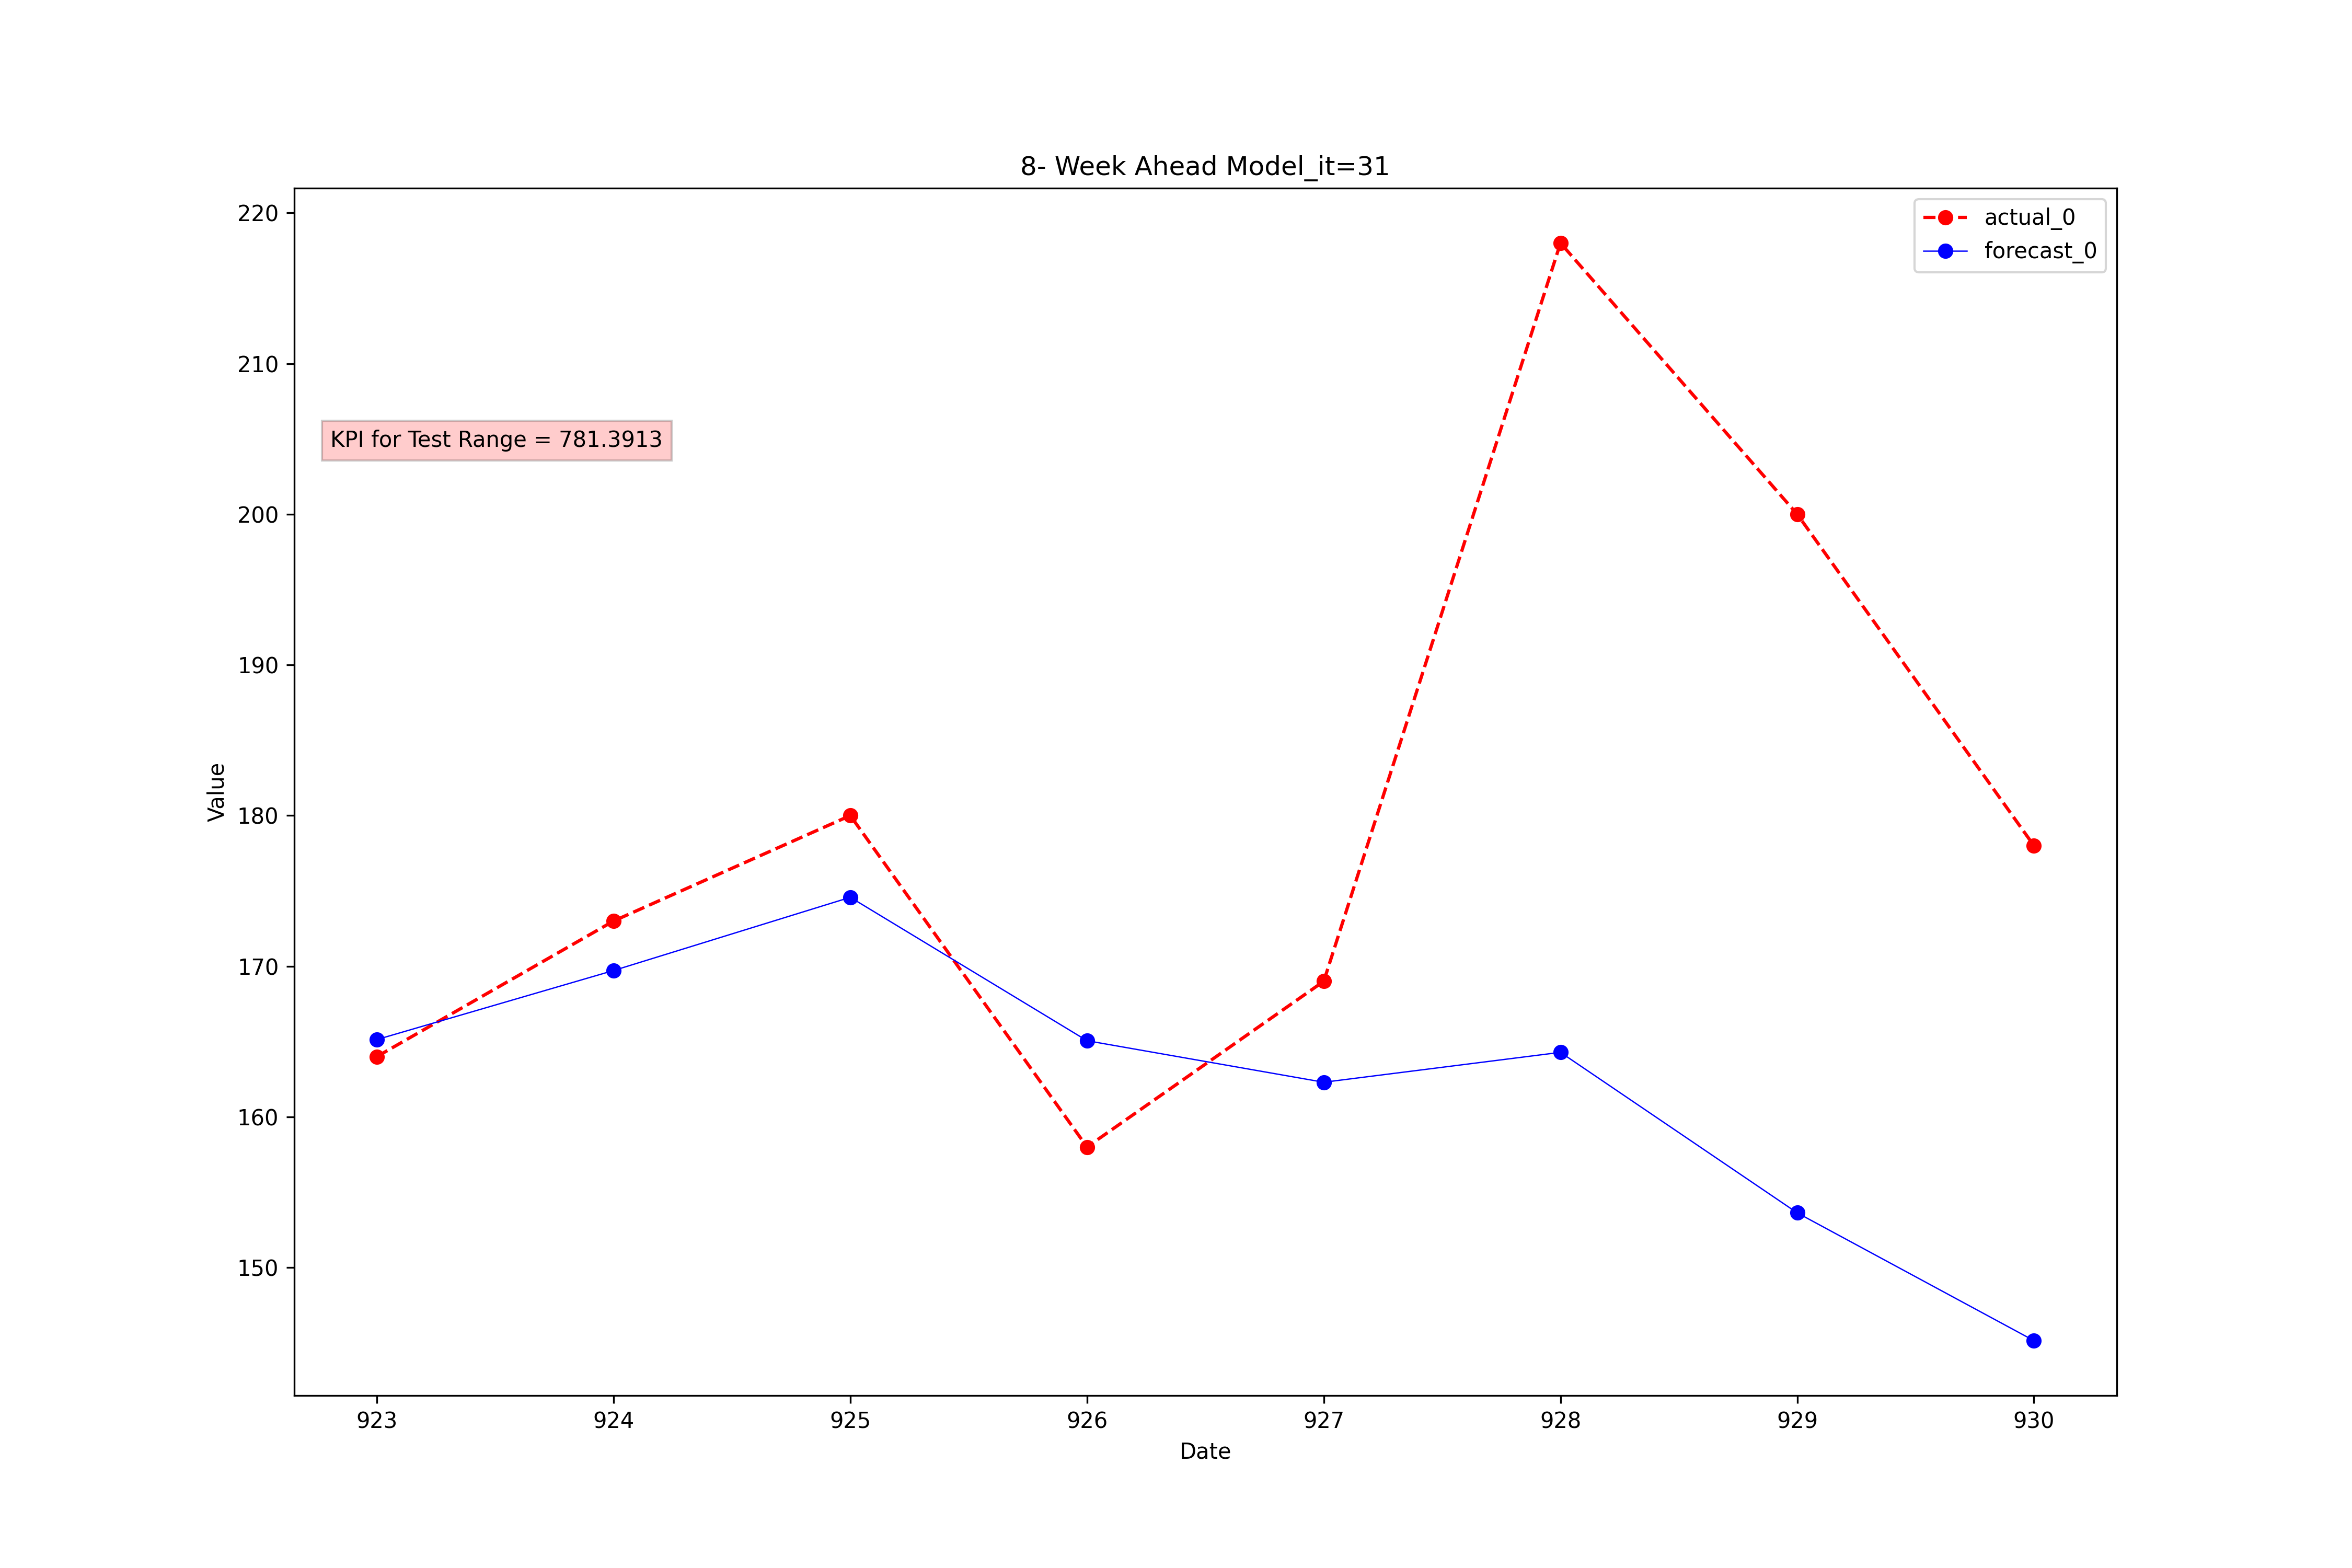 8- Week Ahead Model_it=31
actual_0
forecast_0
KPI for Test Range = 781.3913
220
210
200
190
180
170
160
150
Value
923 924 925 926 927 928 929 930
Date